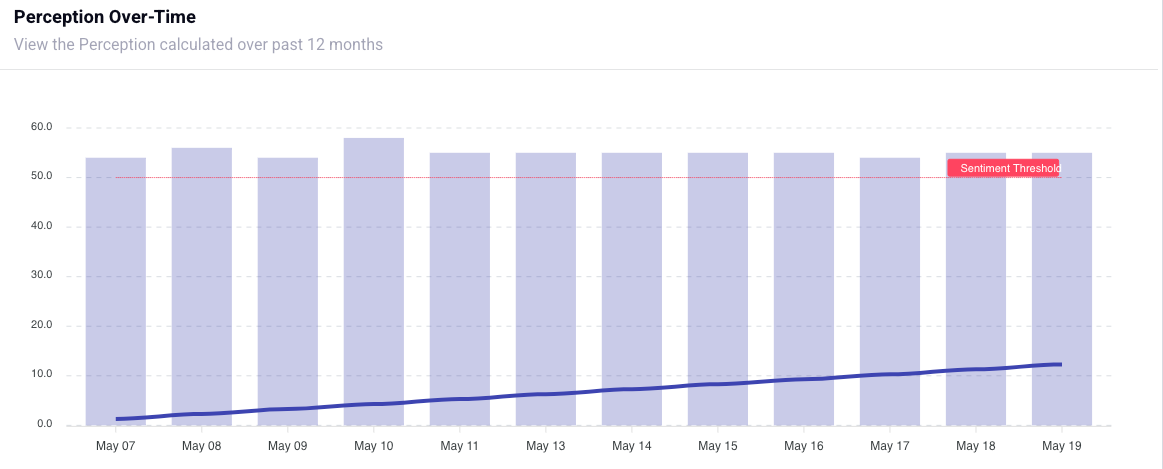 Perception Over-Time
View the Perception calculated over past 12 months
60.0
Sentiment Threshold
50.0
40.0
30.0
20.0
10.0
0.0
May 07 May 08 May 09 May 10 May 11 May 13 May 14 May 15 May 16 May 17 May 18 May 19